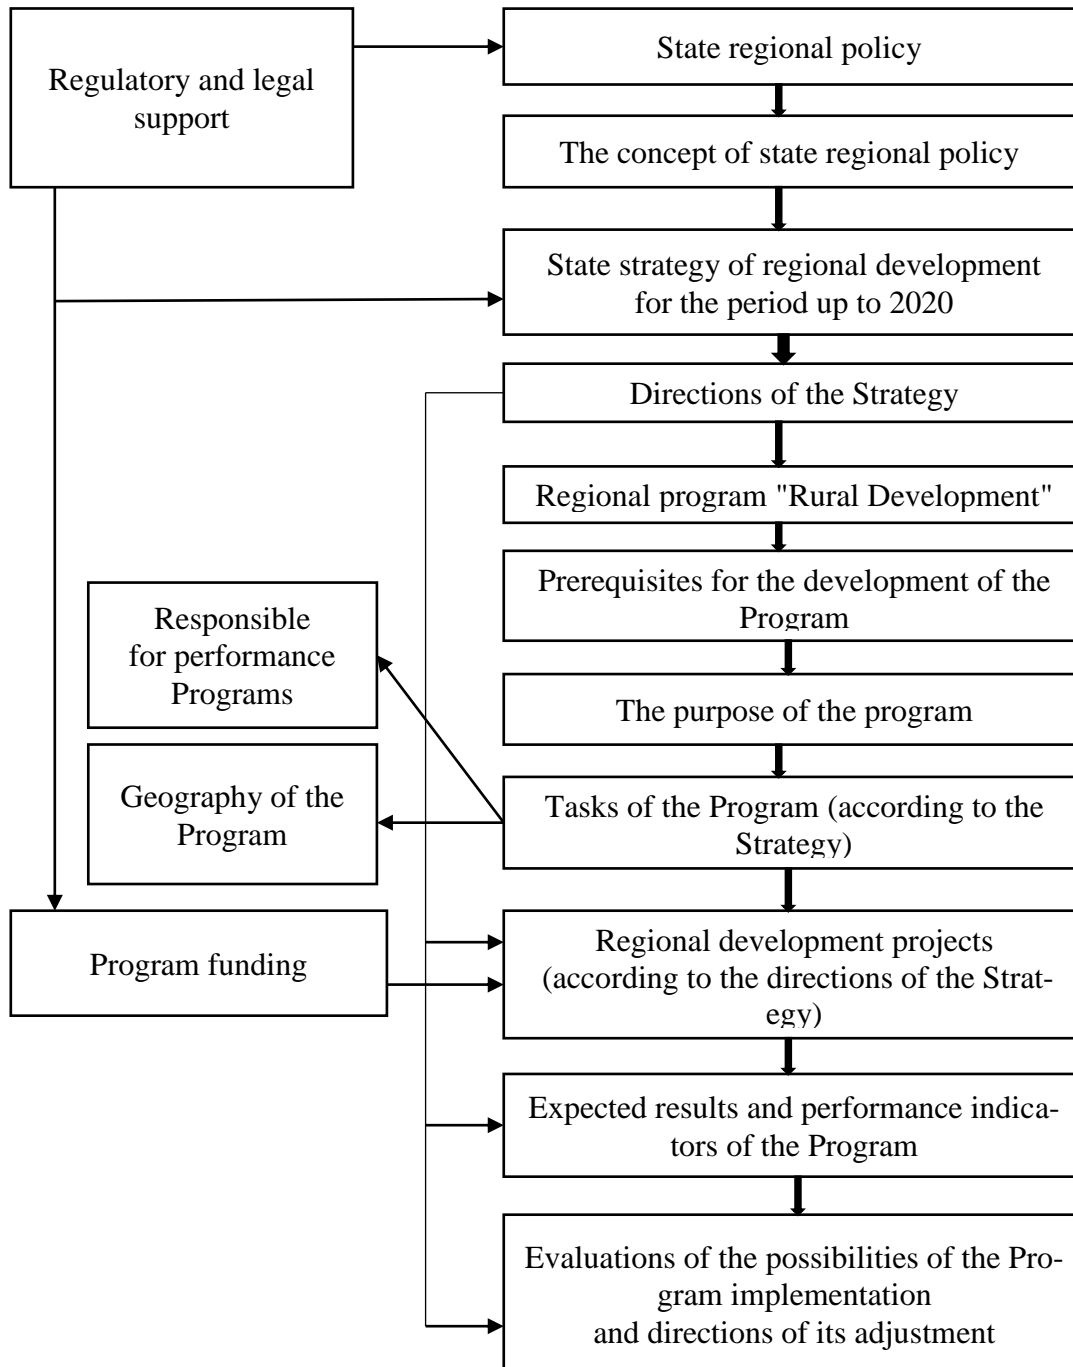 Regulatory and legal
support
State regional policy
The concept of state regional policy
State strategy of regional development
for the period up to 2020
Directions of the Strategy
Regional program "Rural Development"
Prerequisites for the development of the
Program
Responsible
for performance
Programs
The purpose of the program
Geography of the
Program
Tasks of the Program (according to the
Strategy)
Program funding
Regional development projects
(according to the directions of the Strat-
egy)
Expected results and performance indica-
tors of the Program
Evaluations of the possibilities of the Pro-
gram implementation
and directions of its adjustment